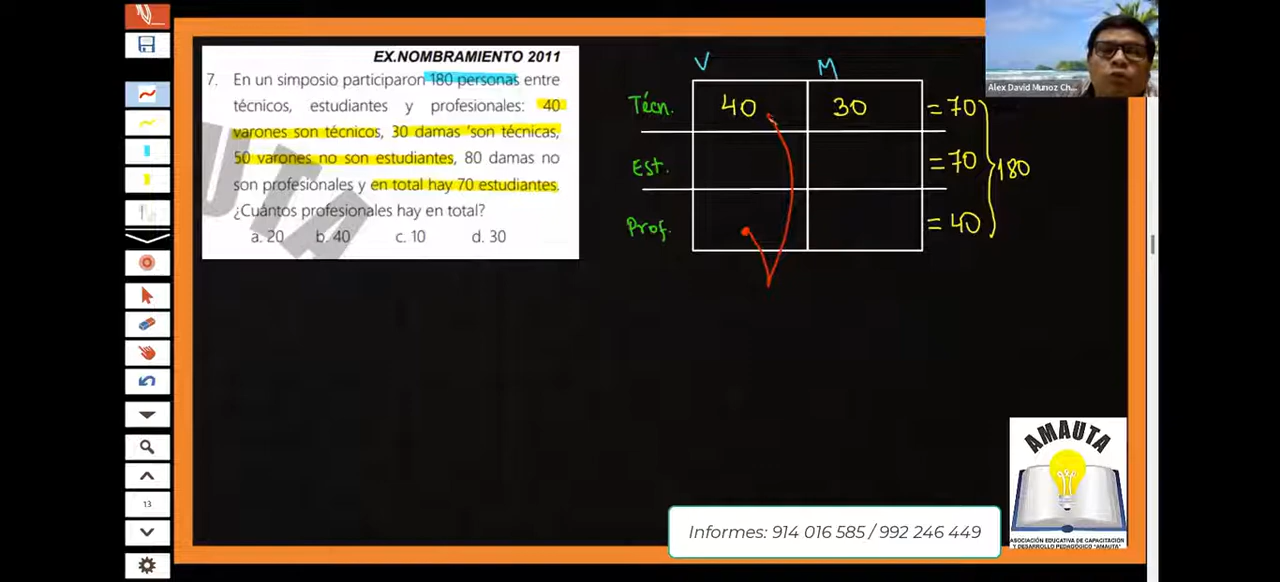 EX.NOMBRAMIENTO 2011
7. En un simposio participaron 180 personas entre
técnicos, estudiantes y profesionales: 40
varones son técnicos, 30 damas son técnicas,
50 varones no son estudiantes, 80 damas no
son profesionales y en total hay 70 estudiantes.
¿Cuántos profesionales hay en total?
a. 20 b. 40 c. 10 d. 30
AUTA
V M
Técn. 40 30 = 70
Est. = 70
180
Prof. = 40
Alex David Munoz Ch...
13
AMAUTA
ASOCIACIÓN EDUCATIVA DE CAPACITACIÓN
Y DESARROLLO PEDAGÓGICO "AMAUTA"
Informes: 914 016 585 / 992 246 449